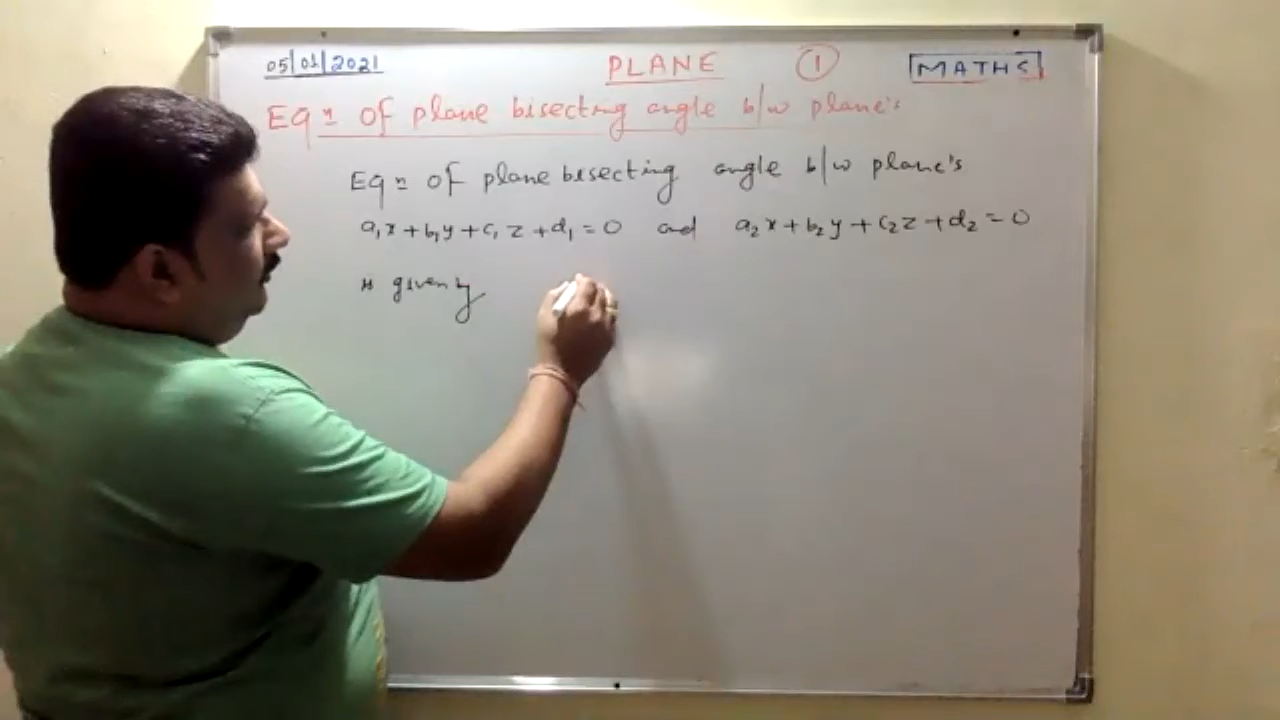 05/01/2021 PLANE 1 MATHS
Eqn Of plane bisecting angle b/w plane's
Eqn Of plane bisecting angle b/w plane's
a₁x + b₁y + c₁z + d₁ = 0 and a₂x + b₂y + c₂z + d₂ = 0
is given by